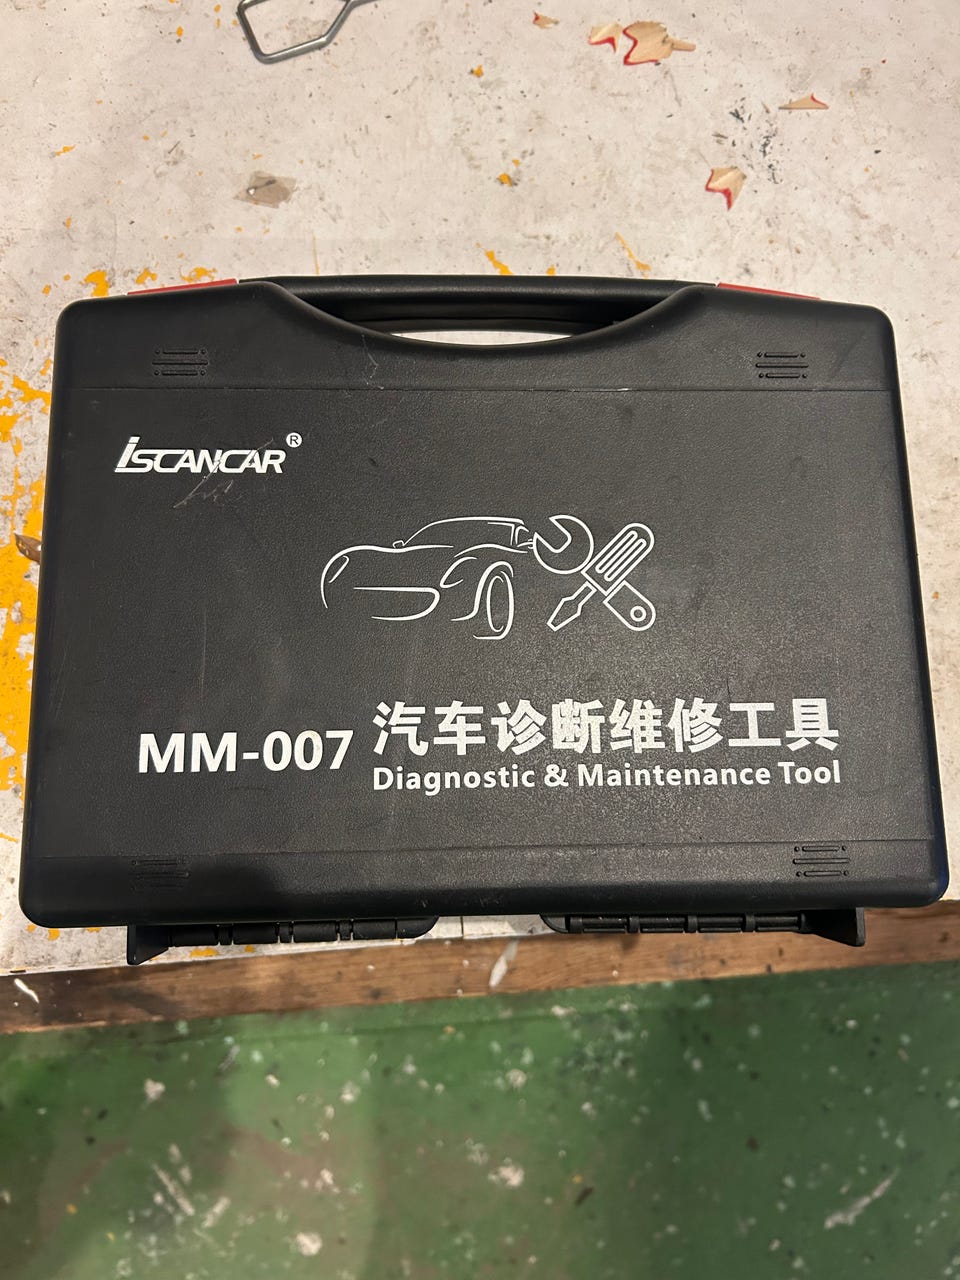 iSCANCAR®
MM-007 汽车诊断维修工具
Diagnostic & Maintenance Tool